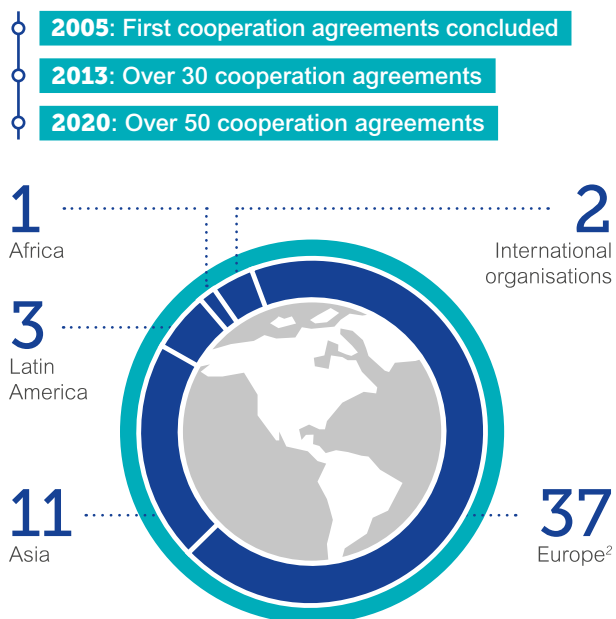 2005: First cooperation agreements concluded
2013: Over 30 cooperation agreements
2020: Over 50 cooperation agreements
1
Africa
2
International
organisations
3
Latin
America
11
Asia
37
Europe²